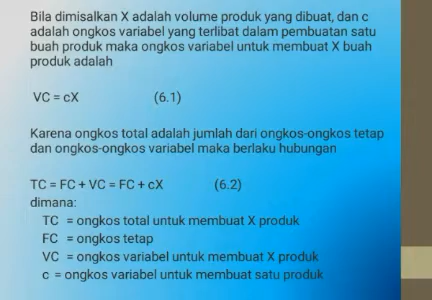 Bila dimisalkan X adalah volume produk yang dibuat, dan c
adalah ongkos variabel yang terlibat dalam pembuatan satu
buah produk maka ongkos variabel untuk membuat X buah
produk adalah
VC = cX (6.1)
Karena ongkos total adalah jumlah dari ongkos-ongkos tetap
dan ongkos-ongkos variabel maka berlaku hubungan
TC = FC + VC = FC + cX (6.2)
dimana:
TC = ongkos total untuk membuat X produk
FC = ongkos tetap
VC = ongkos variabel untuk membuat X produk
c = ongkos variabel untuk membuat satu produk